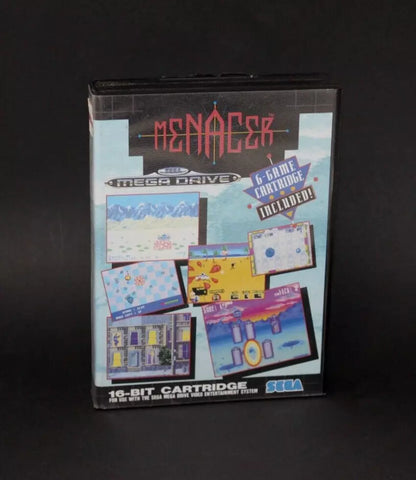 MENACER
SEGA
MEGA DRIVE
6-GAME
CARTRIDGE
INCLUDED!
16-BIT CARTRIDGE
FOR USE WITH THE SEGA MEGA DRIVE VIDEO ENTERTAINMENT SYSTEM
SEGA